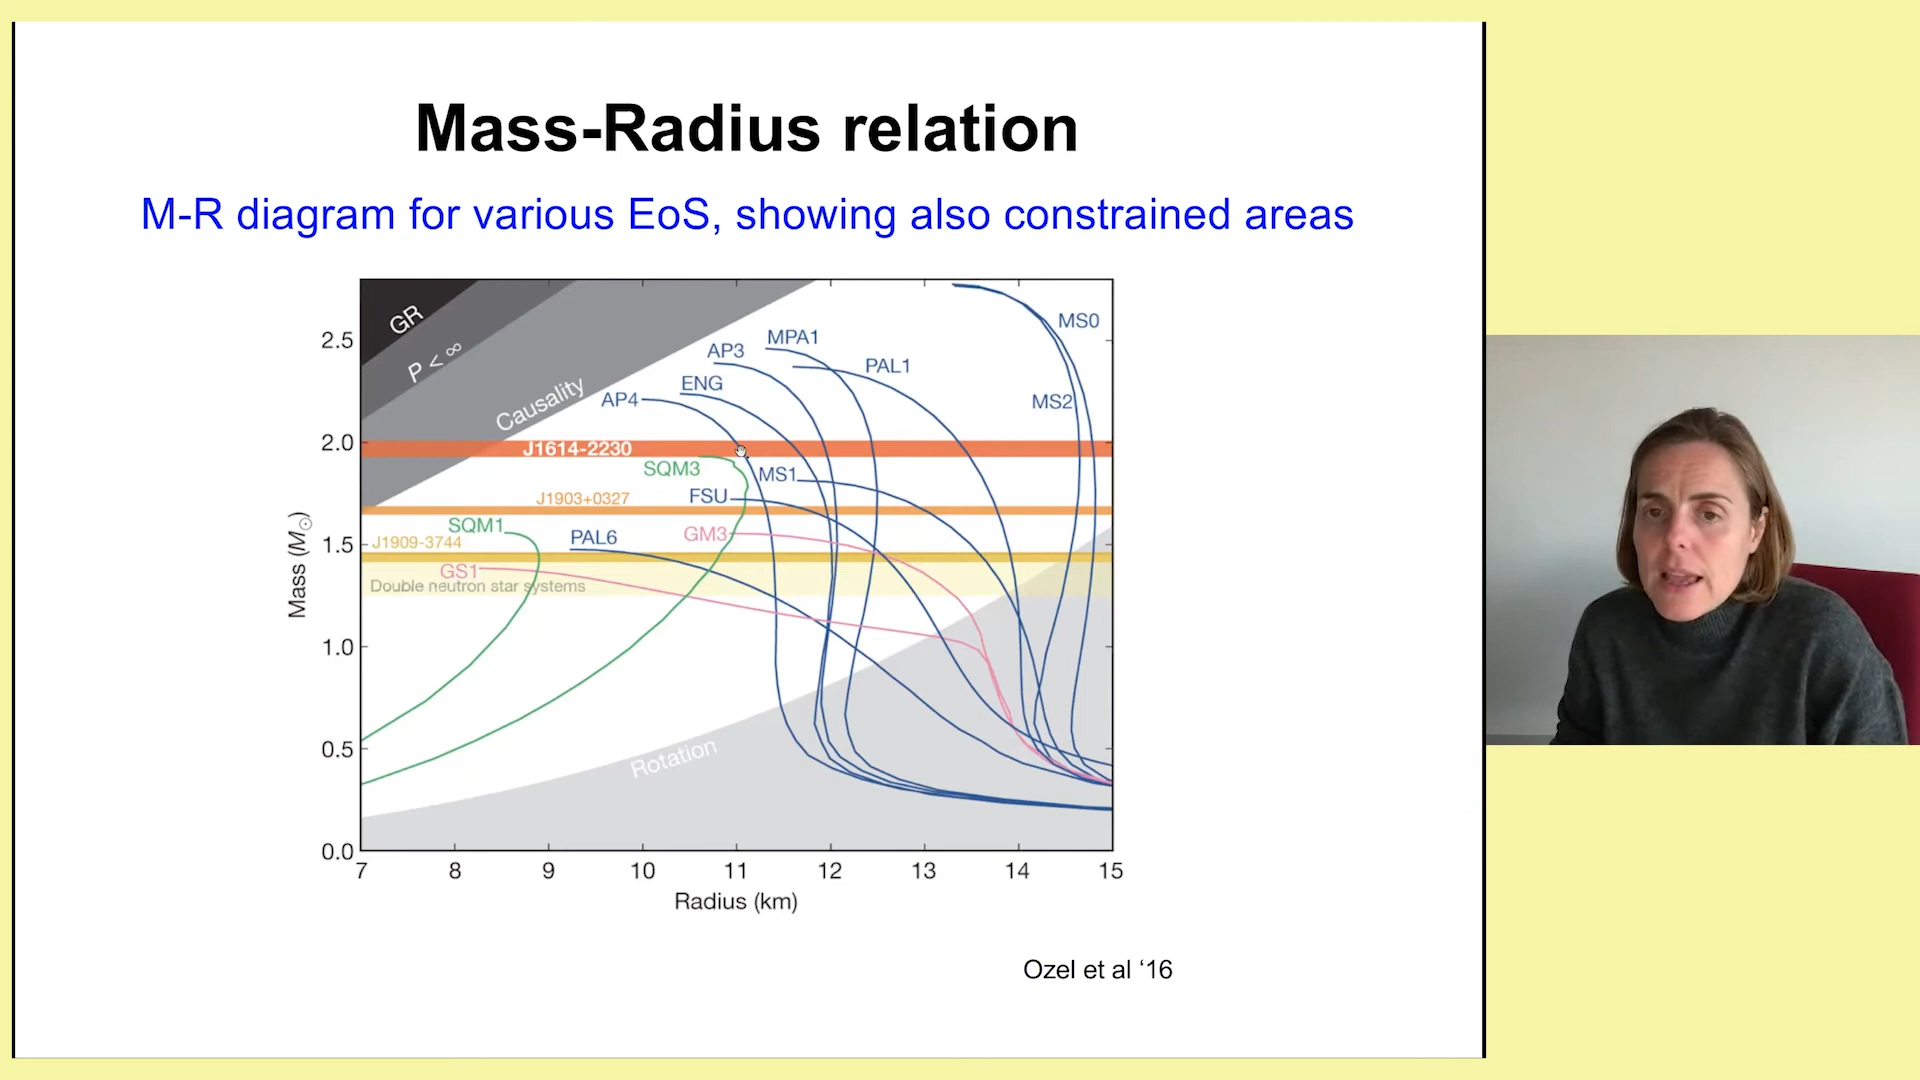 Mass-Radius relation
M-R diagram for various EoS, showing also constrained areas
GR
P < ∞
Causality
AP4
ENG
AP3
MPA1
PAL1
MS0
MS2
J1614-2230
SQM3
MS1
FSU
J1903+0327
SQM1
J1909-3744
PAL6
GM3
GS1
Double neutron star systems
Rotation
2.5
2.0
1.5
1.0
0.5
0.0
Mass (M☉)
7 8 9 10 11 12 13 14 15
Radius (km)
Ozel et al ‘16